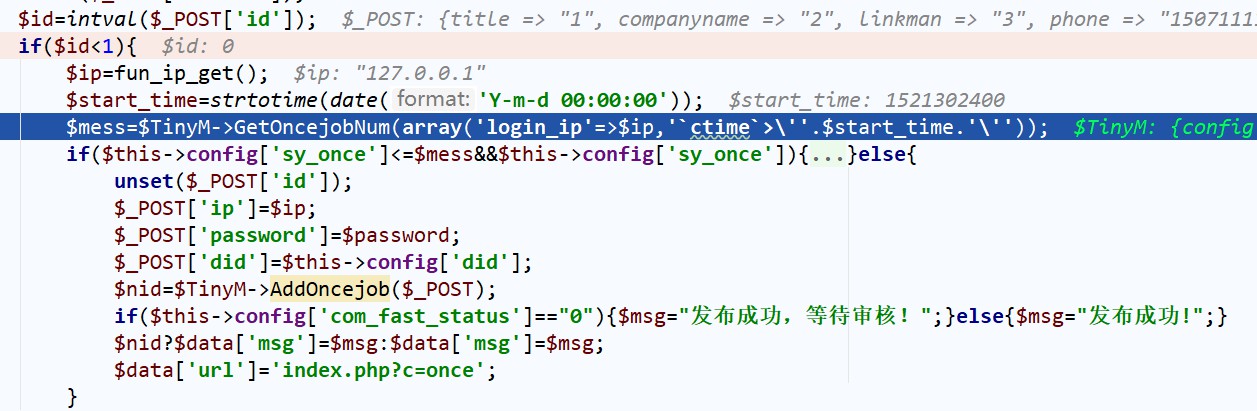 $id=intval($_POST['id']);  $_POST: {title => "1", companyname => "2", linkman => "3", phone => "1507111
if($id<1){  $id: 0
$ip=fun_ip_get();  $ip: "127.0.0.1"
$start_time=strtotime(date( format: 'Y-m-d 00:00:00'));  $start_time: 1521302400
$mess=$TinyM->GetOncejobNum(array('login_ip'=>$ip,'`ctime`>\''.$start_time.'\''));  $TinyM: {config
if($this->config['sy_once']<=$mess&&$this->config['sy_once']){...}else{
unset($_POST['id']);
$_POST['ip']=$ip;
$_POST['password']=$password;
$_POST['did']=$this->config['did'];
$nid=$TinyM->AddOncejob($_POST);
if($this->config['com_fast_status']=="0"){$msg="发布成功，等待审核！";}else{$msg="发布成功!";}
$nid?$data['msg']=$msg:$data['msg']=$msg;
$data['url']='index.php?c=once';
}